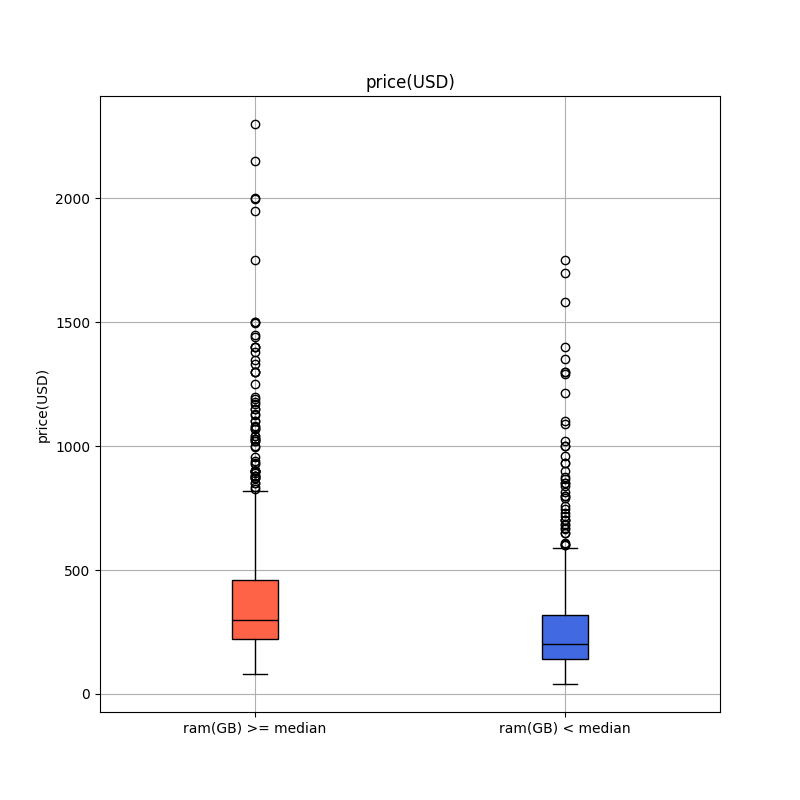 price(USD)
price(USD)
2000
1500
1000
500
0
ram(GB) >= median
ram(GB) < median